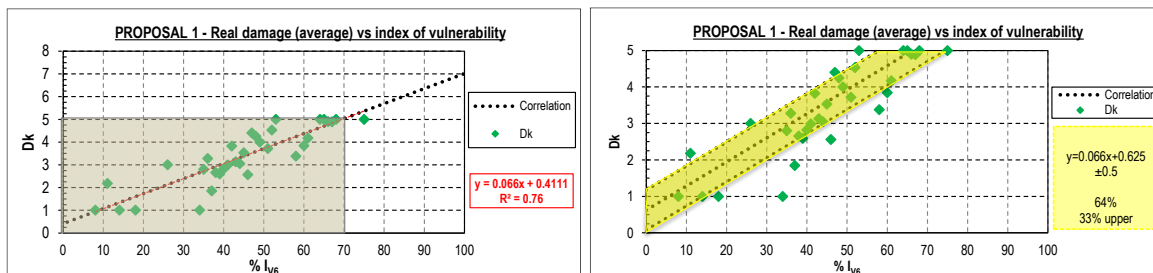 PROPOSAL 1 - Real damage (average) vs index of vulnerability
8
7
6
5
4
3
2
1
0
Dk
0 10 20 30 40 50 60 70 80 90 100
% IV6
Correlation
Dk
y = 0.066x + 0.4111
R² = 0.76
PROPOSAL 1 - Real damage (average) vs index of vulnerability
5
4
3
2
1
0
Dk
0 10 20 30 40 50 60 70 80 90 100
% IV6
Correlation
Dk
y=0.066x+0.625
±0.5
64%
33% upper